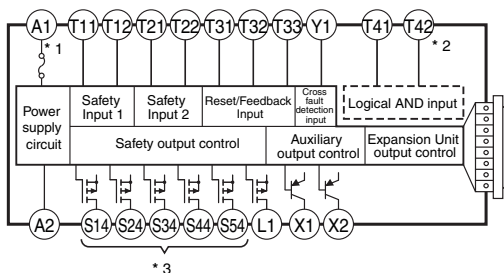 A1 T11 T12 T21 T22 T31 T32 T33 Y1 T41 T42
* 1
* 2
Power supply circuit
Safety Input 1
Safety Input 2
Reset/Feedback Input
Cross fault detection input
Logical AND input
Safety output control
Auxiliary output control
Expansion Unit output control
A2 S14 S24 S34 S44 S54 L1 X1 X2
* 3